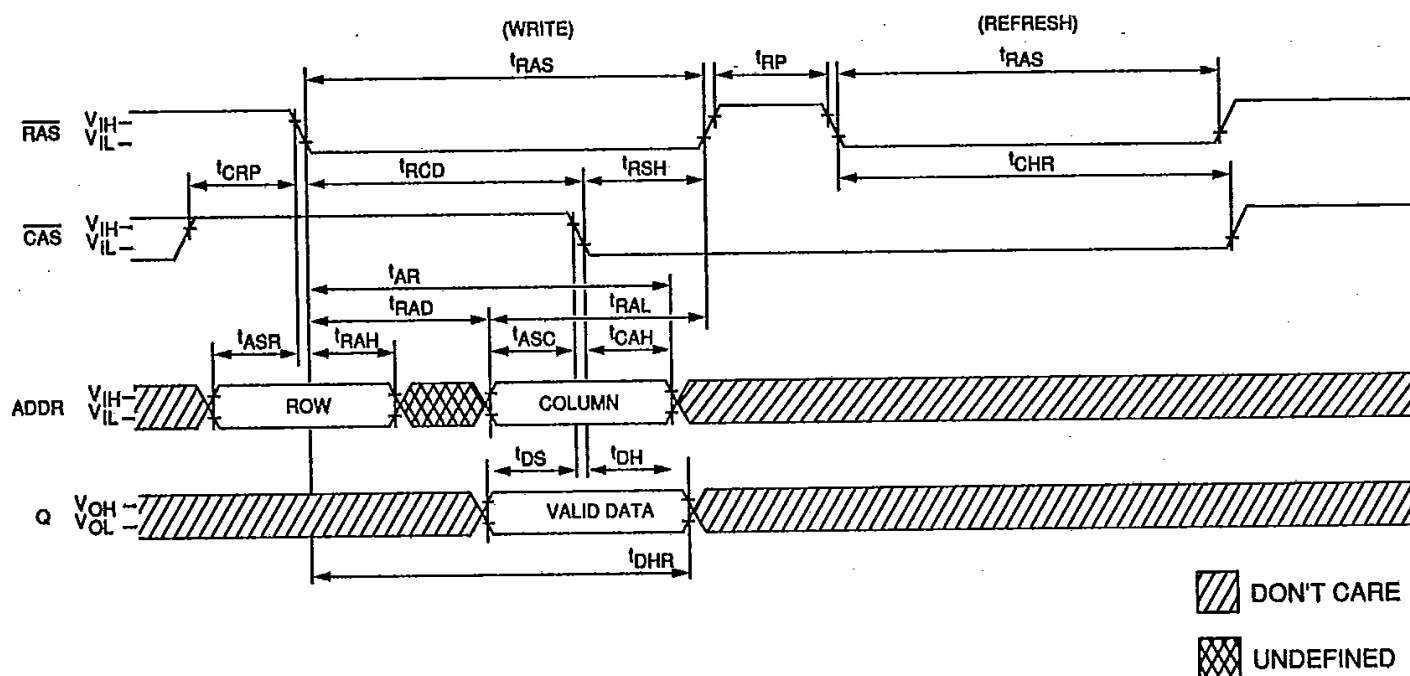 (WRITE) (REFRESH)
tRAS tRP tRAS
RAS VIH
VIL
tCRP tRCD tRSH tCHR
CAS VIH
VIL
tAR
tRAD tRAL
tASR tRAH tASC tCAH
ADDR VIH
VIL
ROW COLUMN
tDS tDH
Q VOH
VOL
VALID DATA
tDHR
DON'T CARE
UNDEFINED